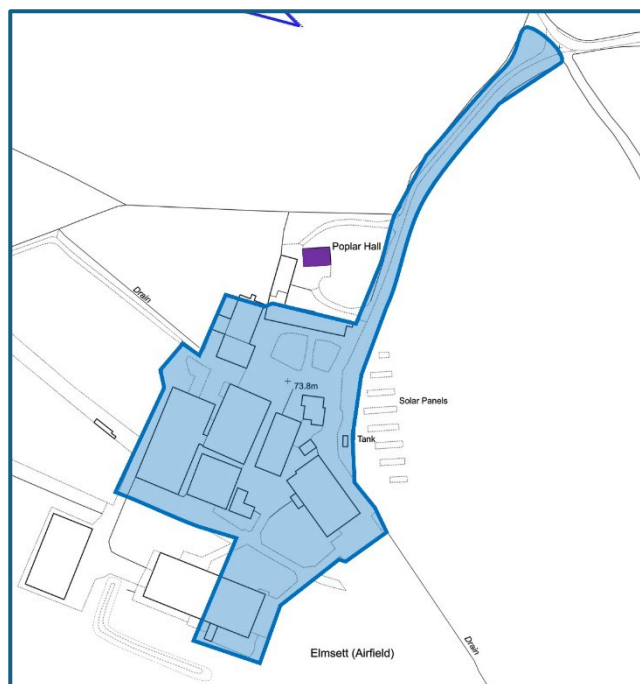 Poplar Hall
Drain
73.8m
Solar Panels
Tank
Elmsett (Airfield)
Drain